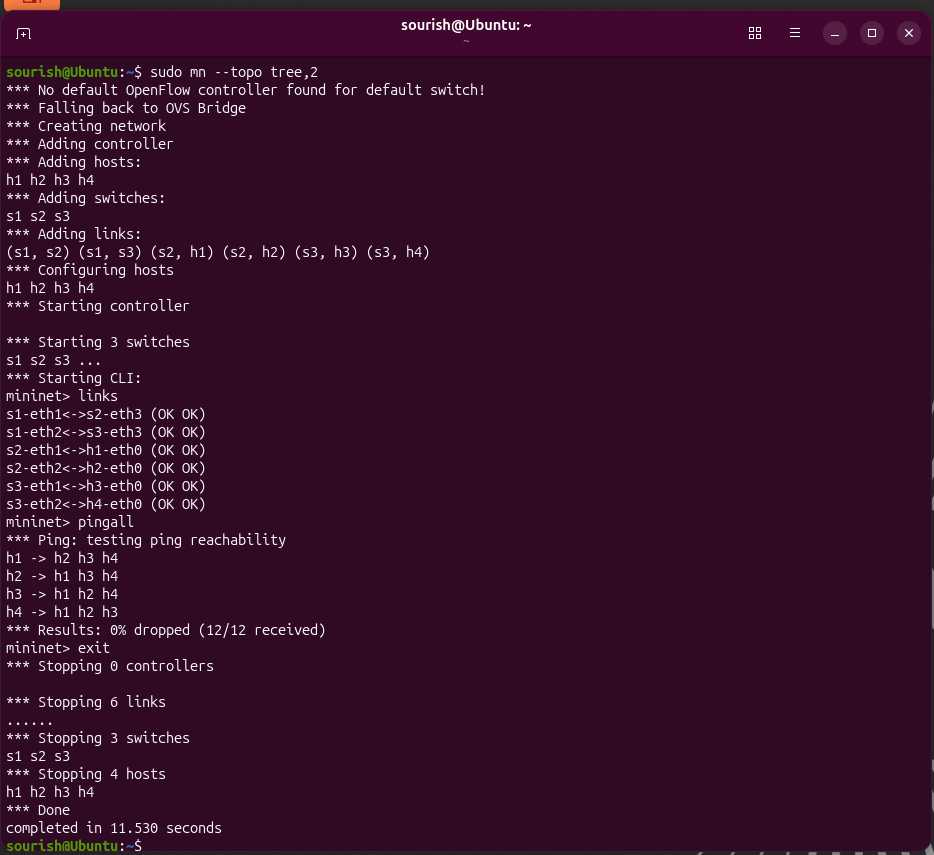 sourish@Ubuntu: ~
~
sourish@Ubuntu:~$ sudo mn --topo tree,2
*** No default OpenFlow controller found for default switch!
*** Falling back to OVS Bridge
*** Creating network
*** Adding controller
*** Adding hosts:
h1 h2 h3 h4
*** Adding switches:
s1 s2 s3
*** Adding links:
(s1, s2) (s1, s3) (s2, h1) (s2, h2) (s3, h3) (s3, h4)
*** Configuring hosts
h1 h2 h3 h4
*** Starting controller

*** Starting 3 switches
s1 s2 s3 ...
*** Starting CLI:
mininet> links
s1-eth1<->s2-eth3 (OK OK)
s1-eth2<->s3-eth3 (OK OK)
s2-eth1<->h1-eth0 (OK OK)
s2-eth2<->h2-eth0 (OK OK)
s3-eth1<->h3-eth0 (OK OK)
s3-eth2<->h4-eth0 (OK OK)
mininet> pingall
*** Ping: testing ping reachability
h1 -> h2 h3 h4
h2 -> h1 h3 h4
h3 -> h1 h2 h4
h4 -> h1 h2 h3
*** Results: 0% dropped (12/12 received)
mininet> exit
*** Stopping 0 controllers

*** Stopping 6 links
......
*** Stopping 3 switches
s1 s2 s3
*** Stopping 4 hosts
h1 h2 h3 h4
*** Done
completed in 11.530 seconds
sourish@Ubuntu:~$